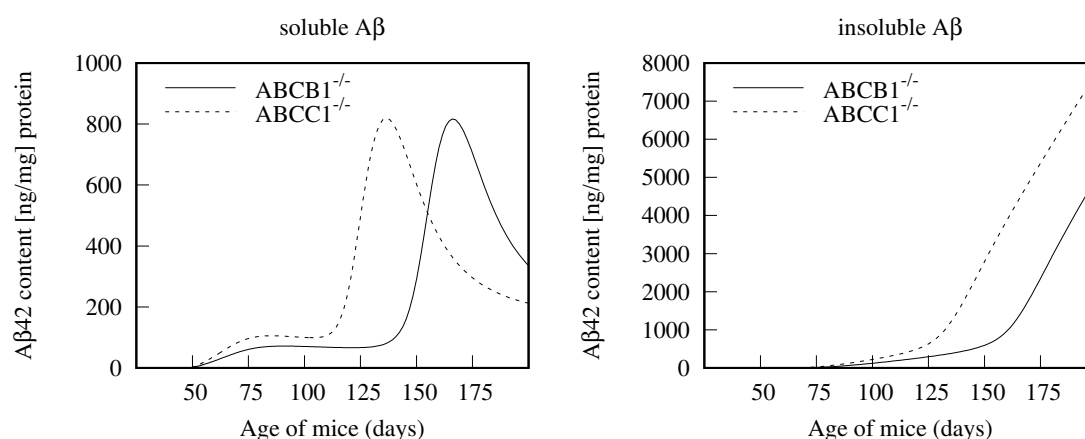 soluble Aβ
Aβ42 content [ng/mg] protein
1000
800
600
400
200
0
ABCB1-/-
ABCC1-/-
50 75 100 125 150 175
Age of mice (days)
insoluble Aβ
Aβ42 content [ng/mg] protein
8000
7000
6000
5000
4000
3000
2000
1000
0
ABCB1-/-
ABCC1-/-
50 75 100 125 150 175
Age of mice (days)